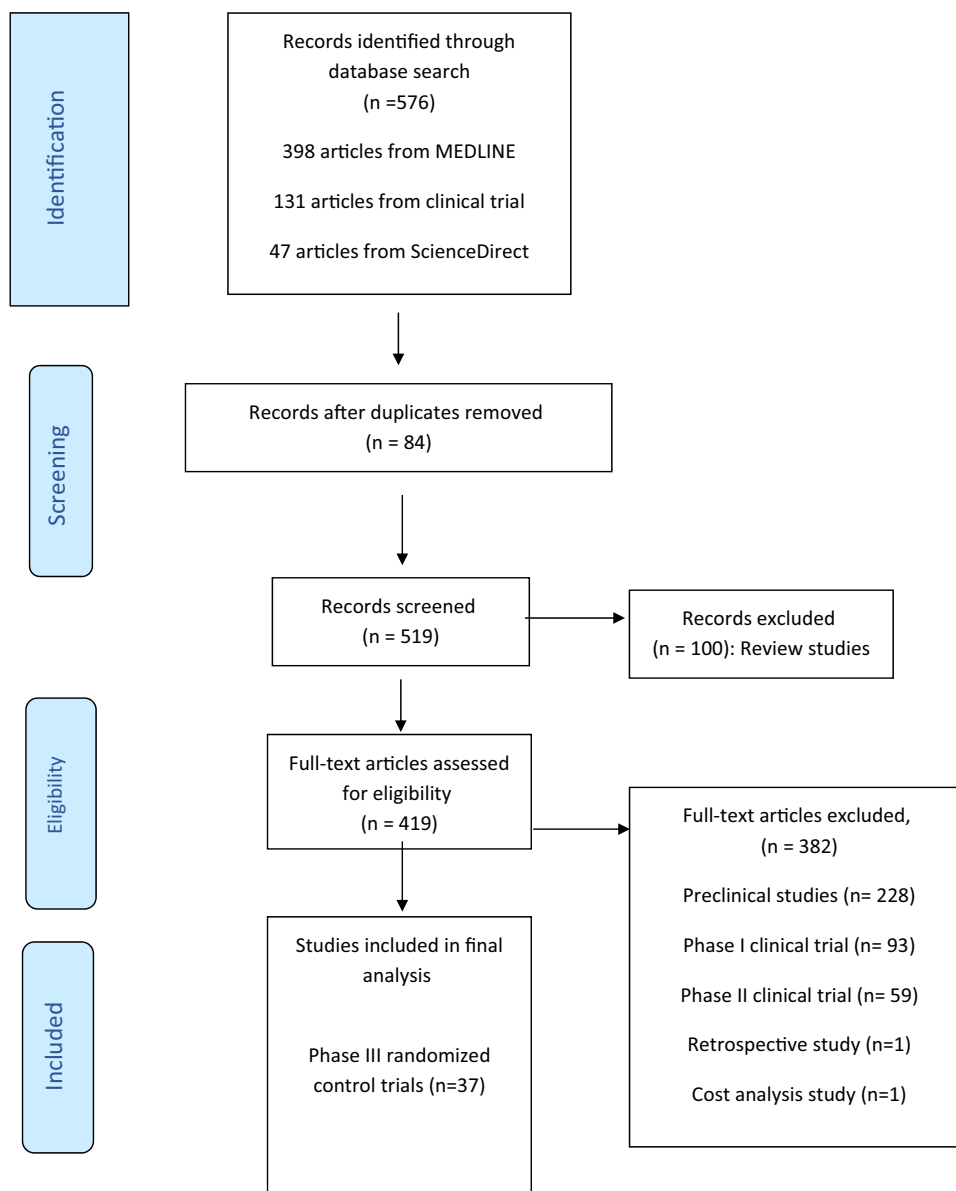 Identification
Records identified through
database search
(n =576)
398 articles from MEDLINE
131 articles from clinical trial
47 articles from ScienceDirect
Screening
Records after duplicates removed
(n = 84)
Records screened
(n = 519)
Records excluded
(n = 100): Review studies
Eligibility
Full-text articles assessed
for eligibility
(n = 419)
Full-text articles excluded,
(n = 382)
Preclinical studies (n= 228)
Phase I clinical trial (n= 93)
Phase II clinical trial (n= 59)
Retrospective study (n=1)
Cost analysis study (n=1)
Included
Studies included in final
analysis
Phase III randomized
control trials (n=37)